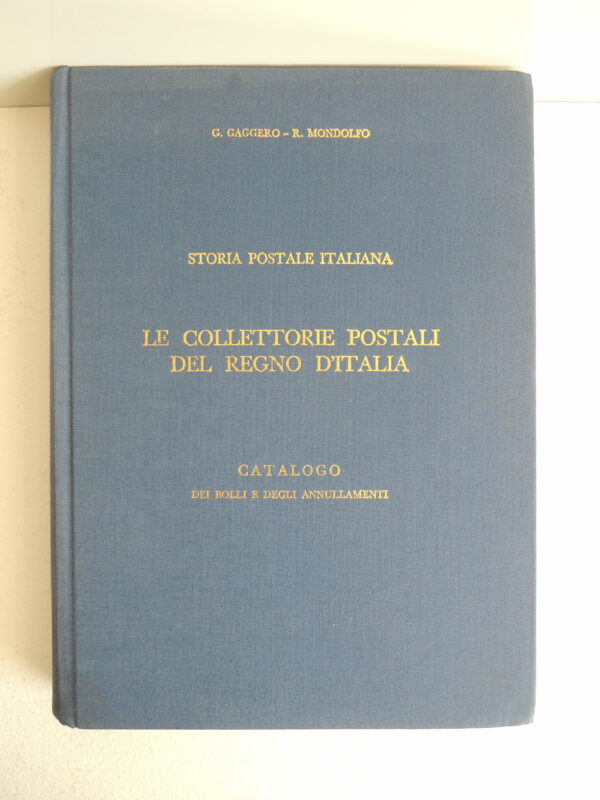 G. GAGGERO - R. MONDOLFO
STORIA POSTALE ITALIANA
LE COLLETTORIE POSTALI
DEL REGNO D'ITALIA
CATALOGO
DEI BOLLI E DEGLI ANNULLAMENTI